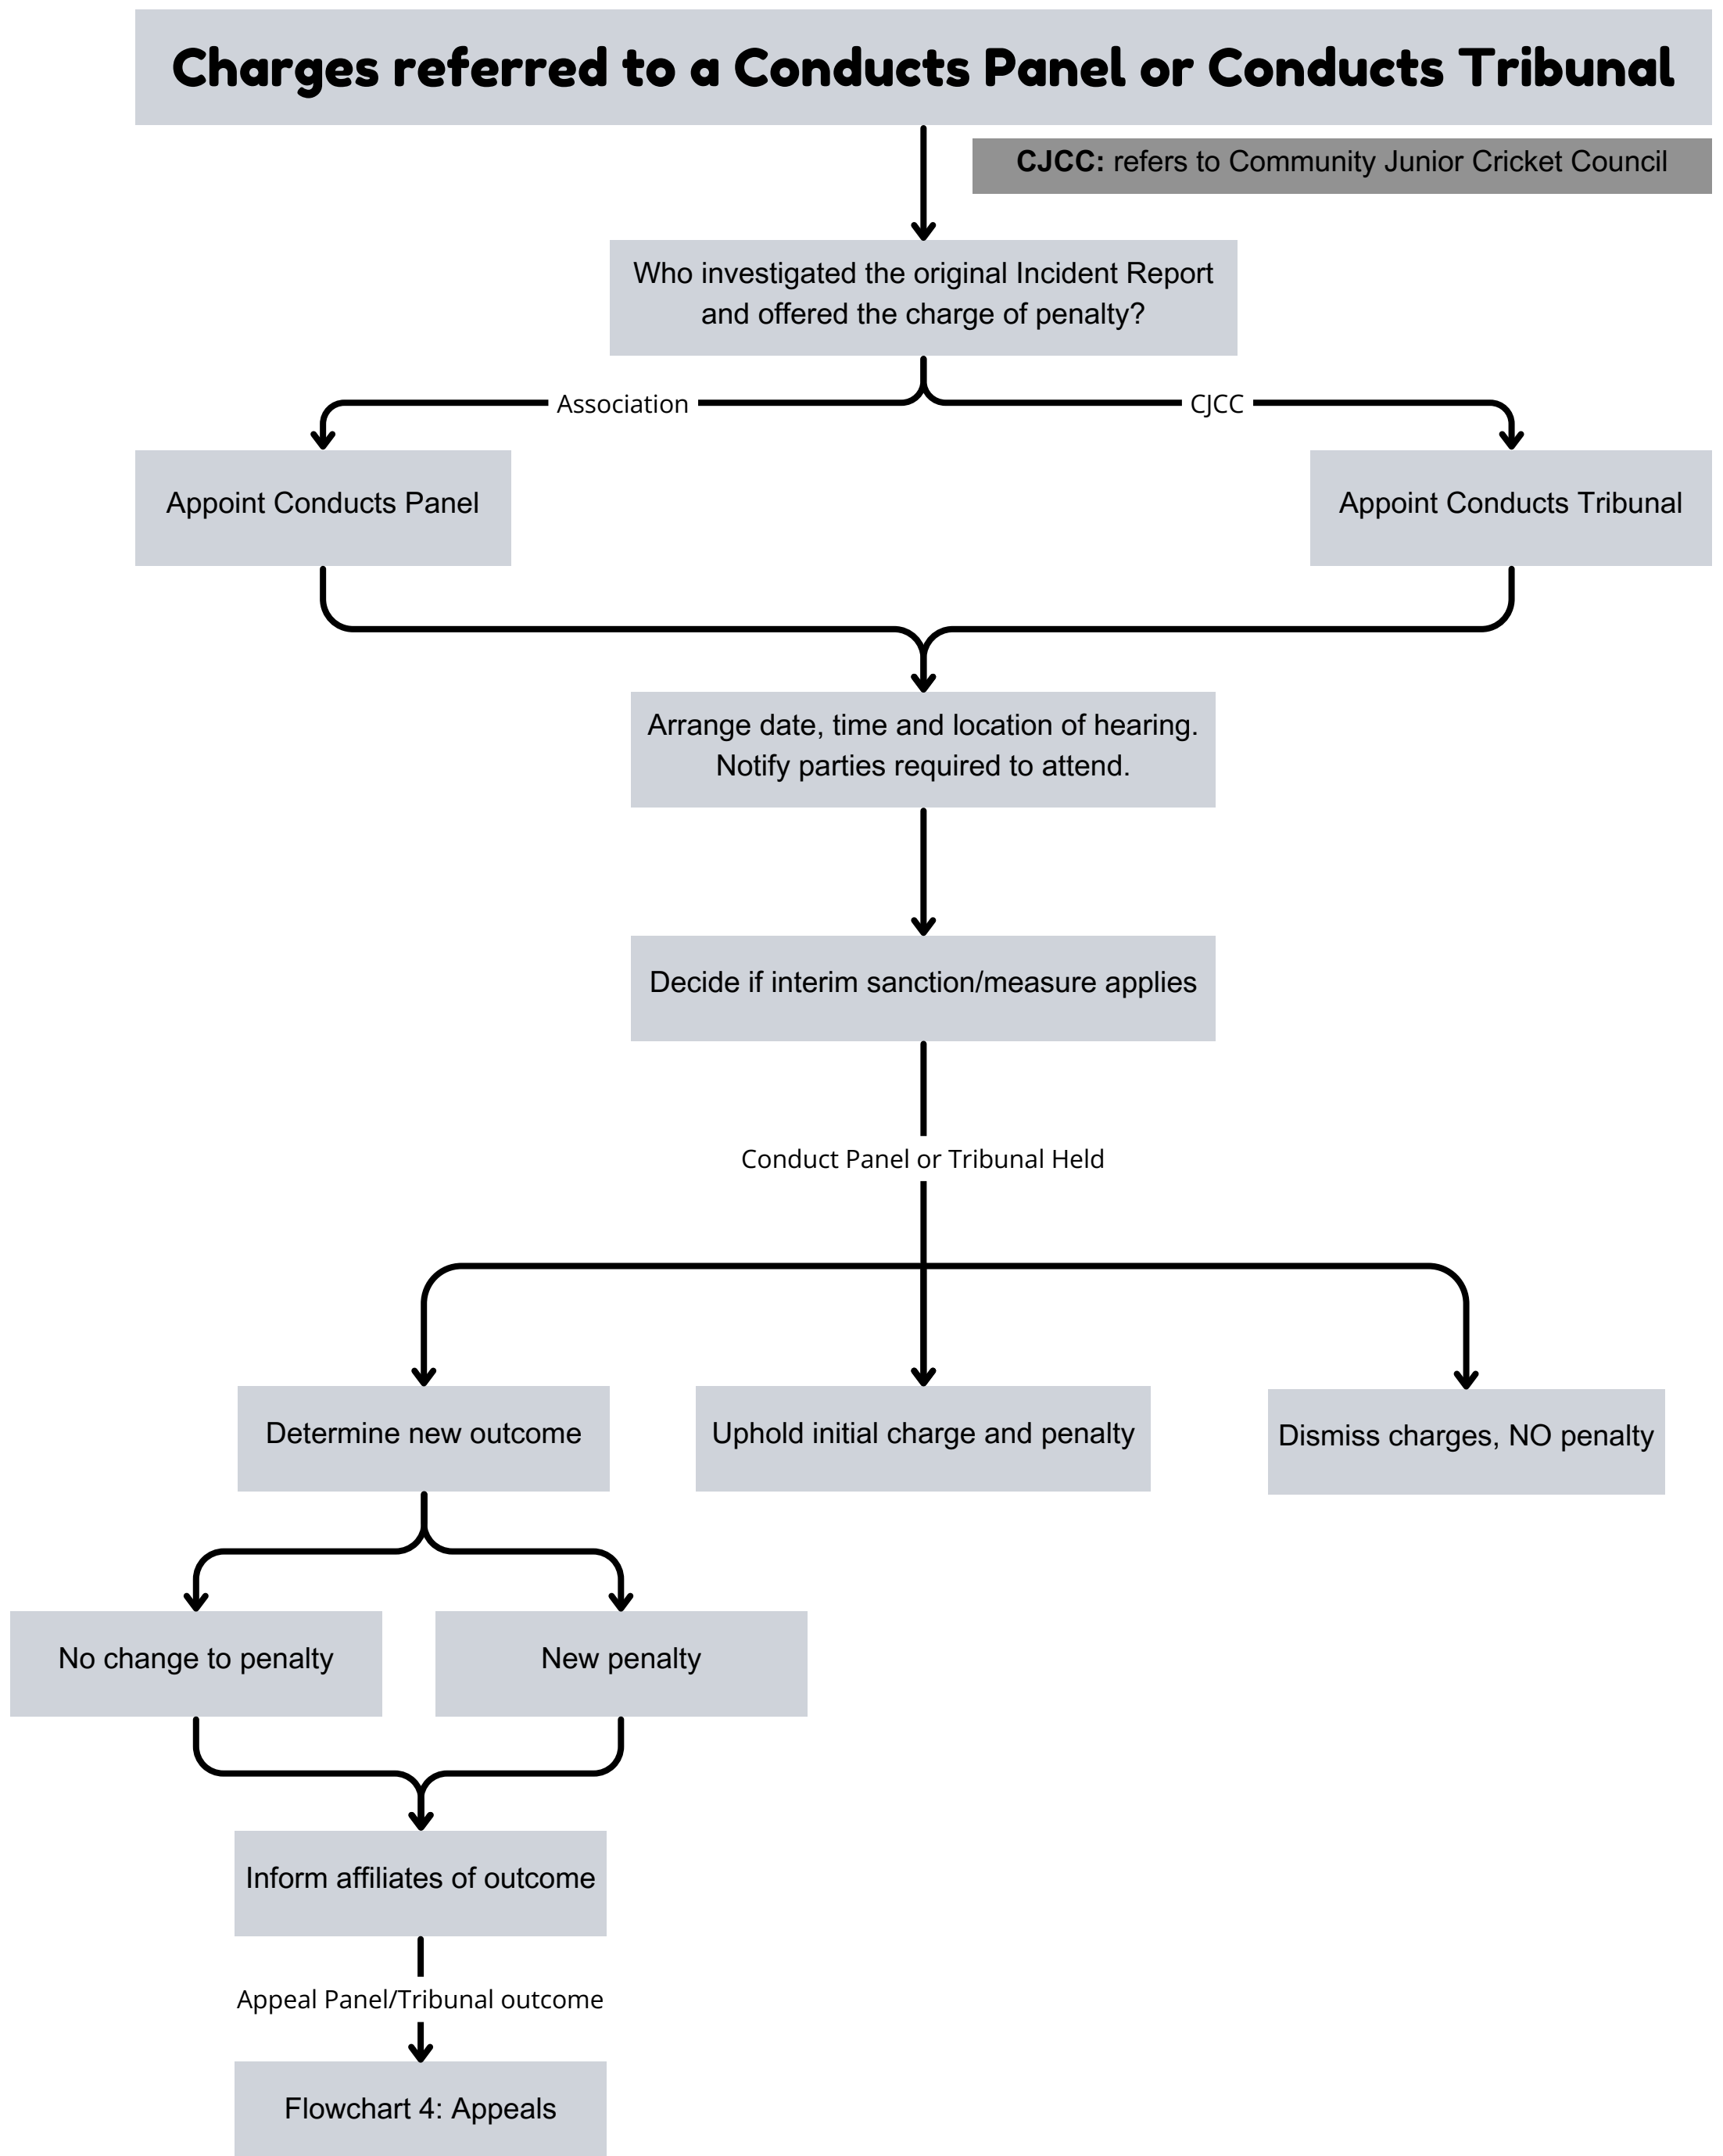 Charges referred to a Conducts Panel or Conducts Tribunal
CJCC: refers to Community Junior Cricket Council
Who investigated the original Incident Report
and offered the charge of penalty?
Association
CJCC
Appoint Conducts Panel
Appoint Conducts Tribunal
Arrange date, time and location of hearing.
Notify parties required to attend.
Decide if interim sanction/measure applies
Conduct Panel or Tribunal Held
Determine new outcome
Uphold initial charge and penalty
Dismiss charges, NO penalty
No change to penalty
New penalty
Inform affiliates of outcome
Appeal Panel/Tribunal outcome
Flowchart 4: Appeals